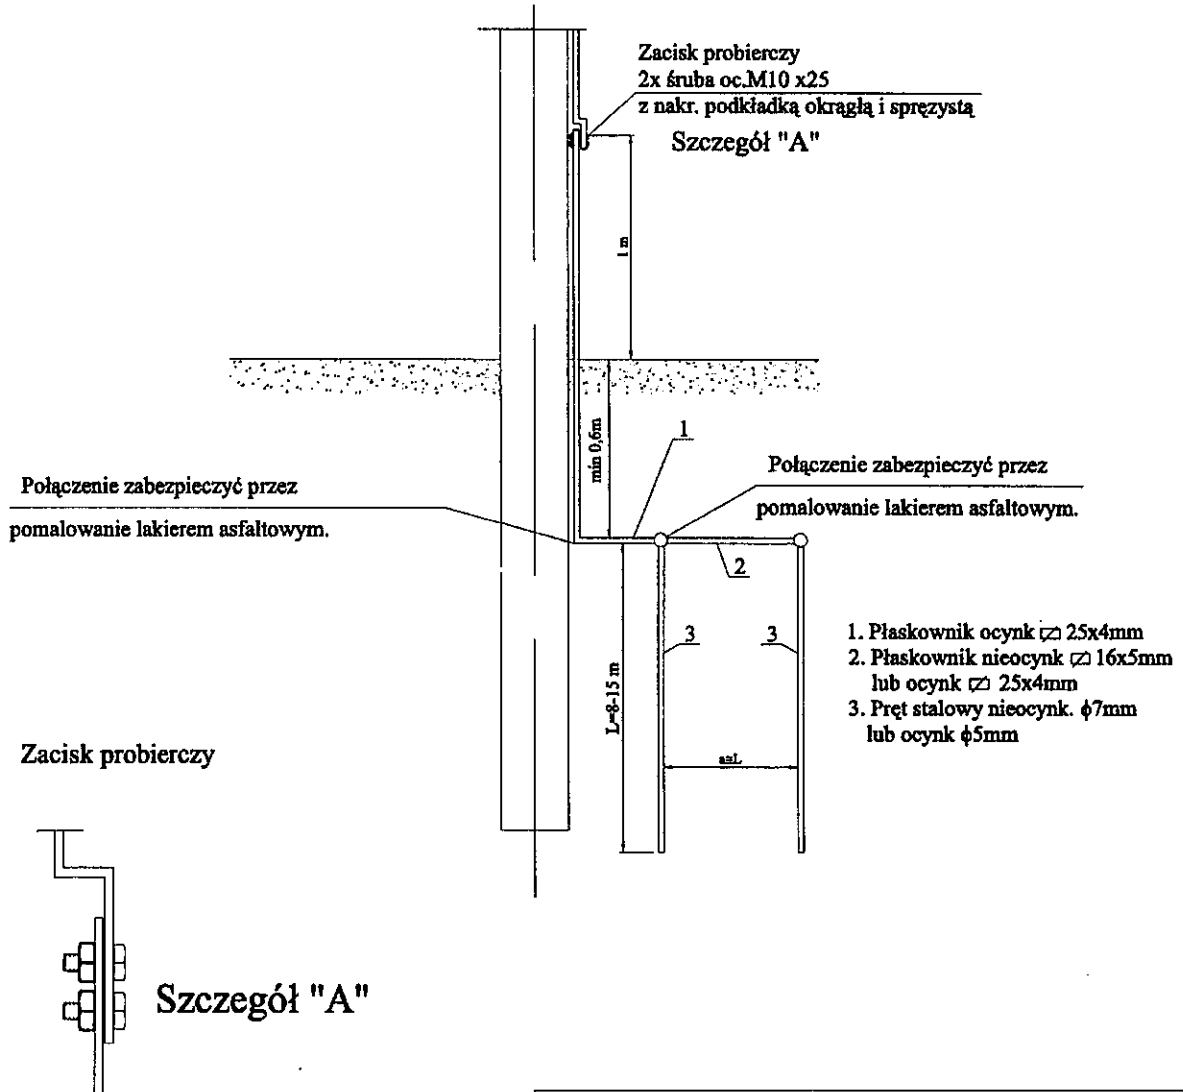 Zacisk probierczy
2x śruba oc.M10 x25
z nakr. podkładką okrągłą i spręzystą
Szczegół "A"
1 m
min 0,6m
1
Połączenie zabezpieczyć przez
pomalowanie lakierem asfaltowym.
Połączenie zabezpieczyć przez
pomalowanie lakierem asfaltowym.
2
3
3
L=8-15 m
a=L
1. Płaskownik ocynk 25x4mm
2. Płaskownik nieocynk 16x5mm
lub ocynk 25x4mm
3. Pręt stalowy nieocynk. ϕ7mm
lub ocynk ϕ5mm
Zacisk probierczy
Szczegół "A"